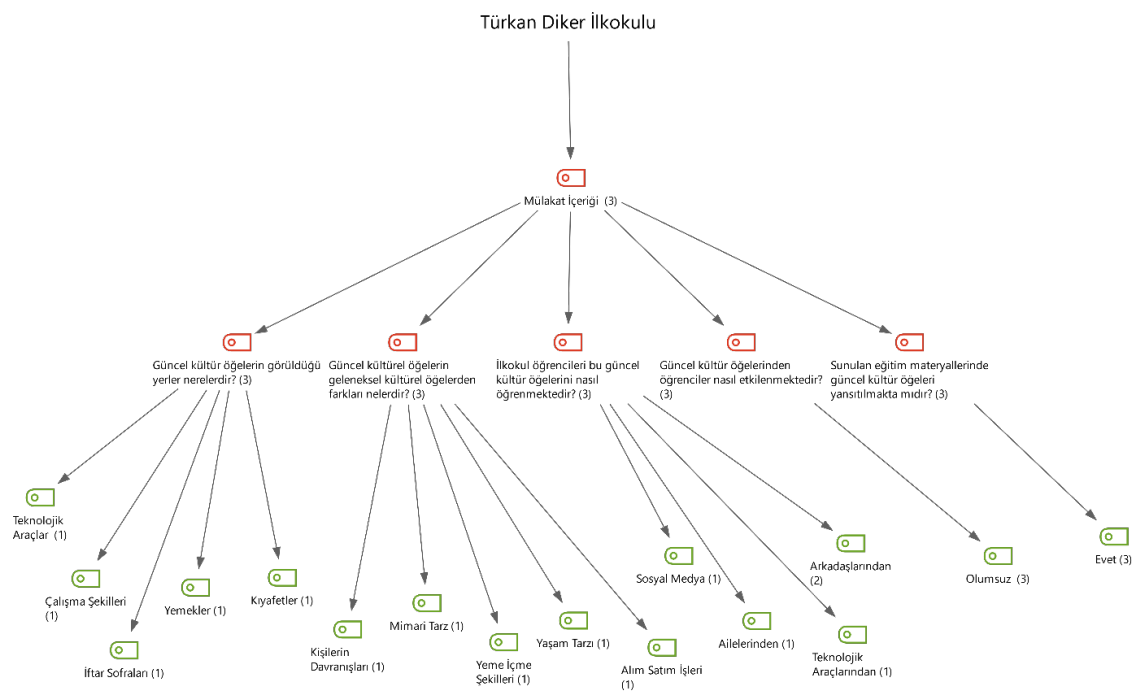 Türkan Diker İlkokulu
Mülakat İçeriği (3)
Güncel kültür öğelerin görüldüğü
yerler nerelerdir? (3)
Güncel kültürel öğelerin
geleneksel kültürel öğelerden
farkları nelerdir? (3)
İlkokul öğrencileri bu güncel
kültür öğelerini nasıl
öğrenmektedir? (3)
Güncel kültür öğelerinden
öğrenciler nasıl etkilenmektedir?
(3)
Sunulan eğitim materyallerinde
güncel kültür öğeleri
yansıtılmakta mıdır? (3)
Teknolojik
Araçlar (1)
Çalışma Şekilleri
(1)
İftar Sofraları (1)
Yemekler (1)
Kıyafetler (1)
Kişilerin
Davranışları (1)
Mimari Tarz (1)
Yeme İçme
Şekilleri (1)
Yaşam Tarzı (1)
Alım Satım İşleri
(1)
Sosyal Medya (1)
Ailelerinden (1)
Teknolojik
Araçlarından (1)
Arkadaşlarından
(2)
Olumsuz (3)
Evet (3)